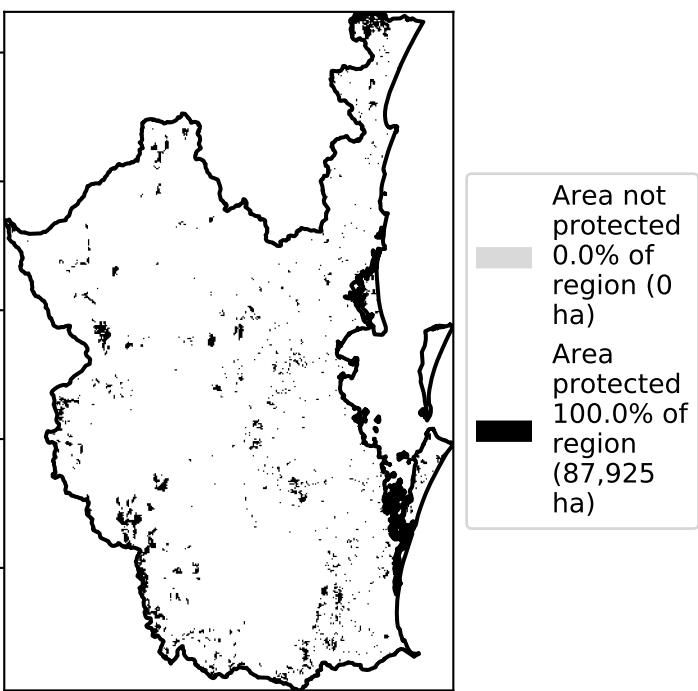 Area not
protected
0.0% of
region (0
ha)
Area
protected
100.0% of
region
(87,925
ha)